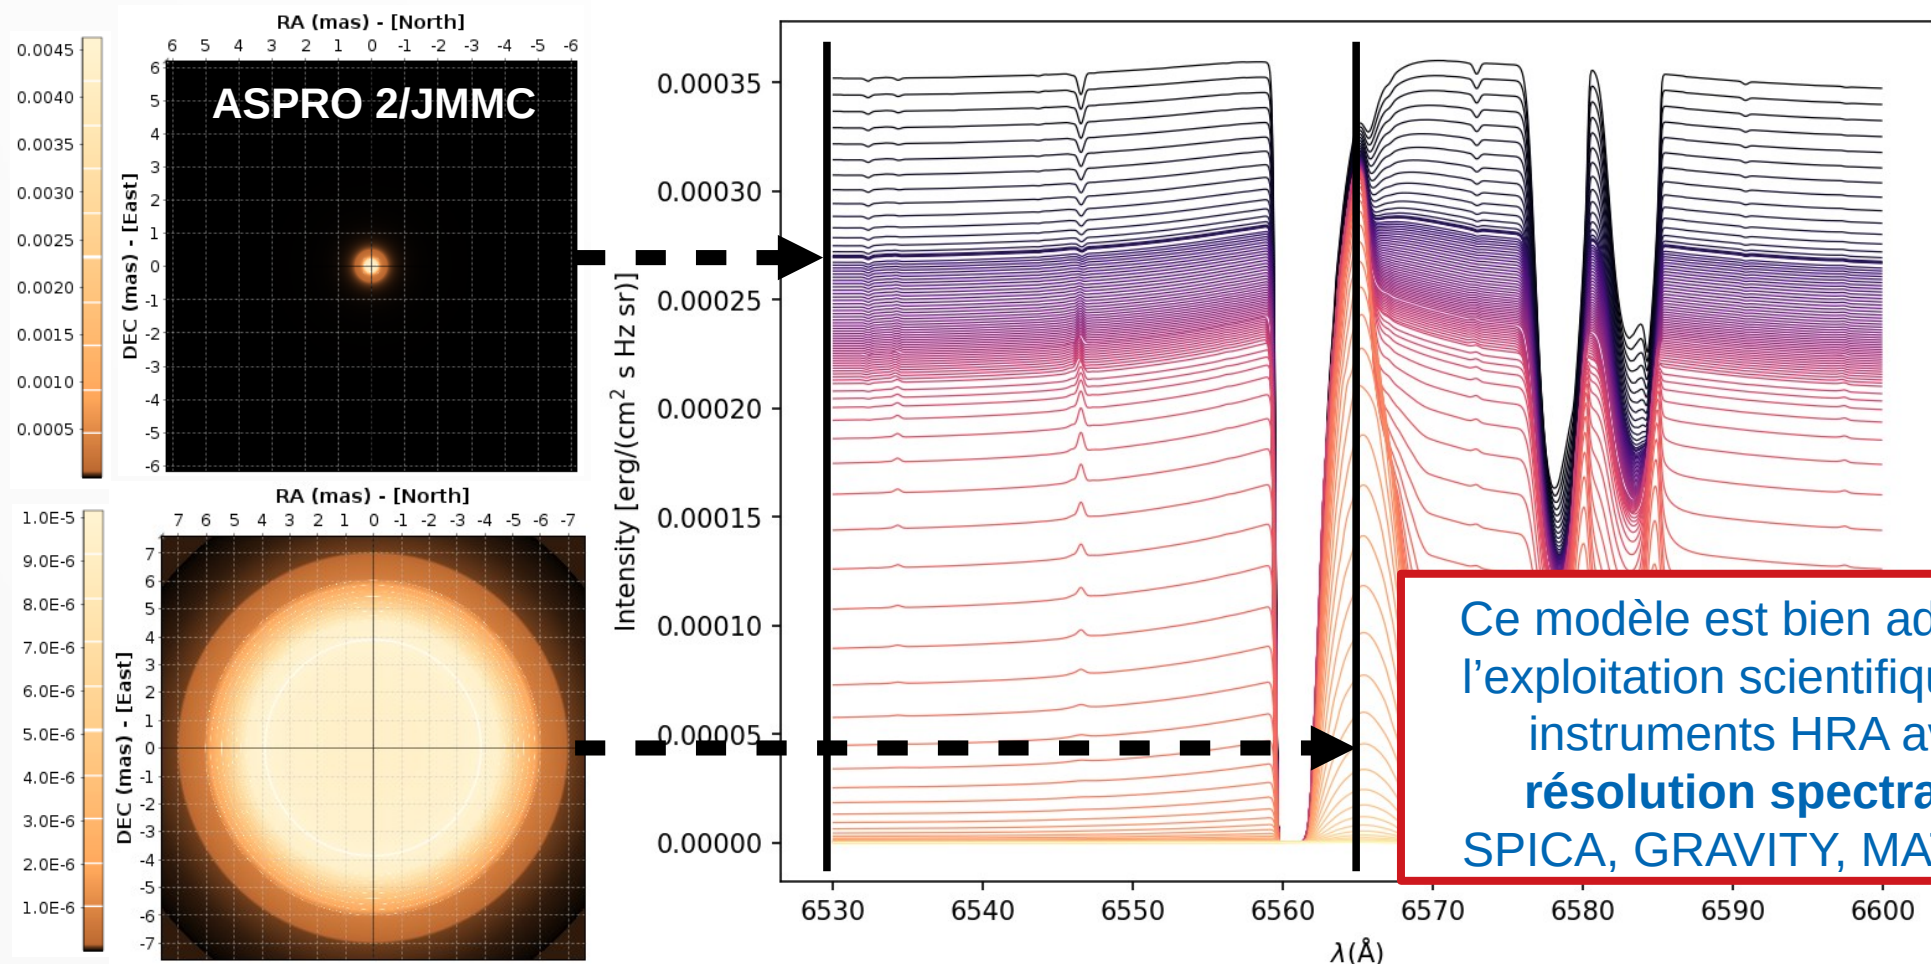 RA (mas) - [North]
6 5 4 3 2 1 0 -1 -2 -3 -4 -5 -6
ASPRO 2/JMMC
0.0045
0.0040
0.0035
0.0030
0.0025
0.0020
0.0015
0.0010
0.0005
DEC (mas) - [East]
6
5
4
3
2
1
0
-1
-2
-3
-4
-5
-6
RA (mas) - [North]
7 6 5 4 3 2 1 0 -1 -2 -3 -4 -5 -6 -7
1.0E-5
9.0E-6
8.0E-6
7.0E-6
6.0E-6
5.0E-6
4.0E-6
3.0E-6
2.0E-6
1.0E-6
DEC (mas) - [East]
7
6
5
4
3
2
1
0
-1
-2
-3
-4
-5
-6
-7
Intensity [erg/(cm² s Hz sr)]
0.00035
0.00030
0.00025
0.00020
0.00015
0.00010
0.00005
0.00000
6530 6540 6550 6560 6570 6580 6590 6600
λ(Å)
Ce modèle est bien
l’exploitation
instruments HRA
résolution
SPICA, GRAVITY,